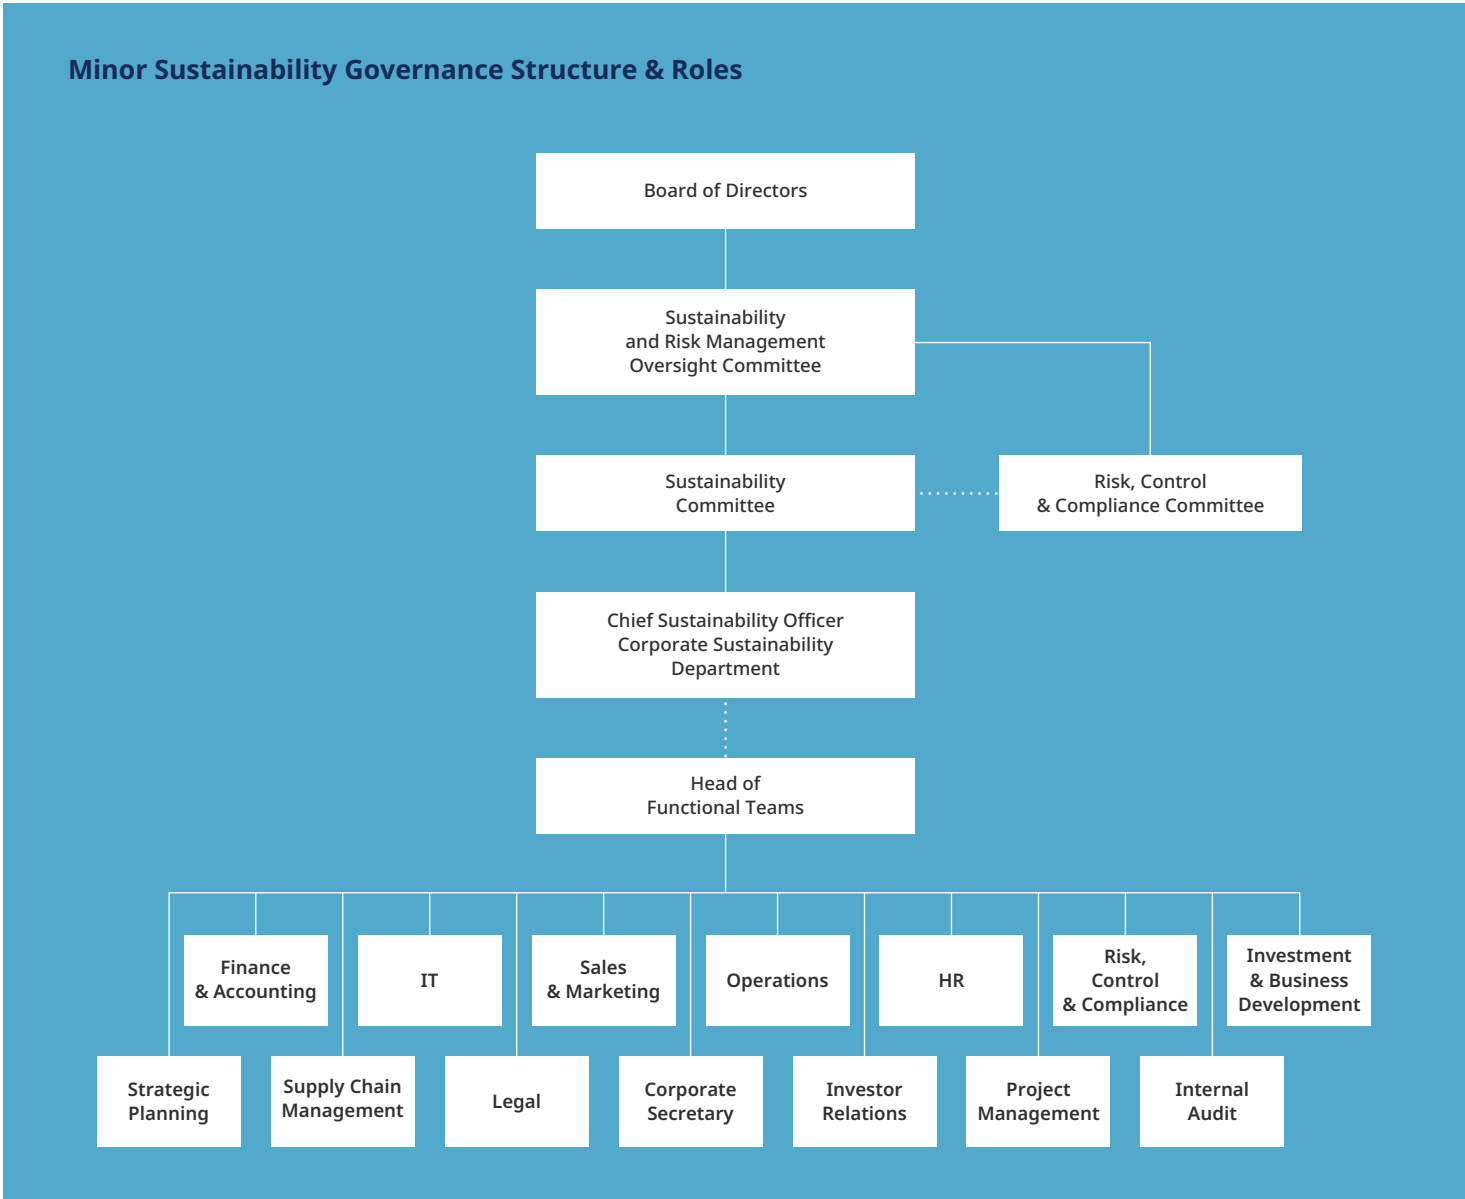 Minor Sustainability Governance Structure & Roles
Board of Directors
Sustainability
and Risk Management
Oversight Committee
Sustainability
Committee
Risk, Control
& Compliance Committee
Chief Sustainability Officer
Corporate Sustainability
Department
Head of
Functional Teams
Finance
& Accounting
IT
Sales
& Marketing
Operations
HR
Risk,
Control
& Compliance
Investment
& Business
Development
Strategic
Planning
Supply Chain
Management
Legal
Corporate
Secretary
Investor
Relations
Project
Management
Internal
Audit